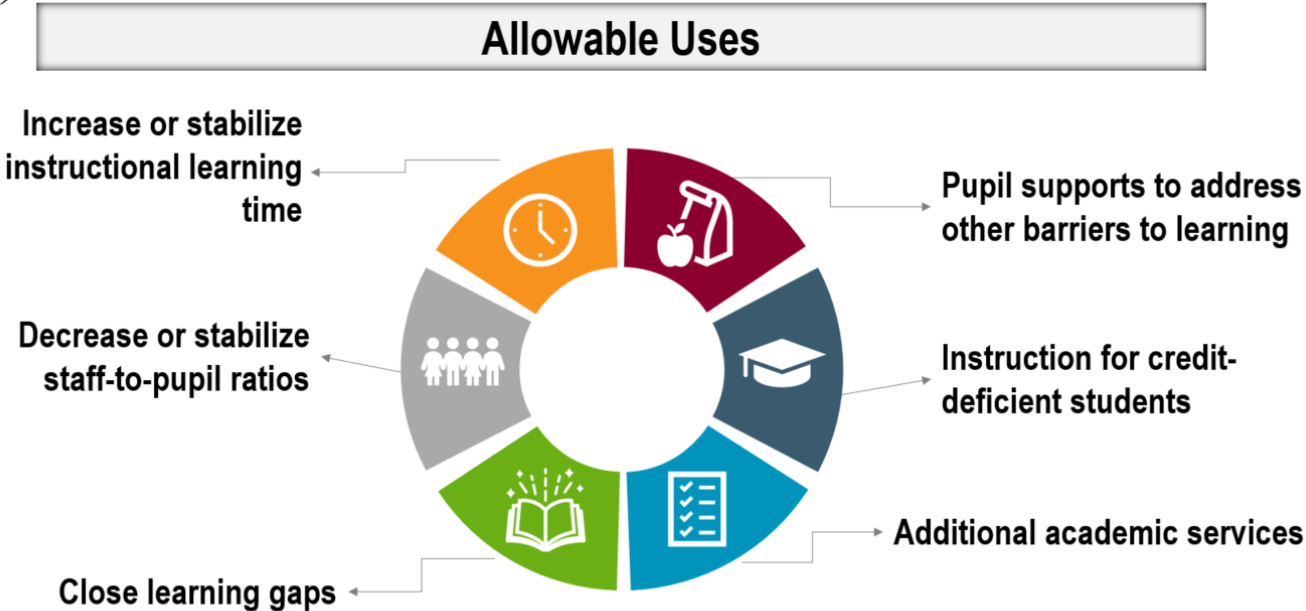 Allowable Uses
Increase or stabilize
instructional learning
time
Pupil supports to address
other barriers to learning
Decrease or stabilize
staff-to-pupil ratios
Instruction for credit-
deficient students
Additional academic services
Close learning gaps